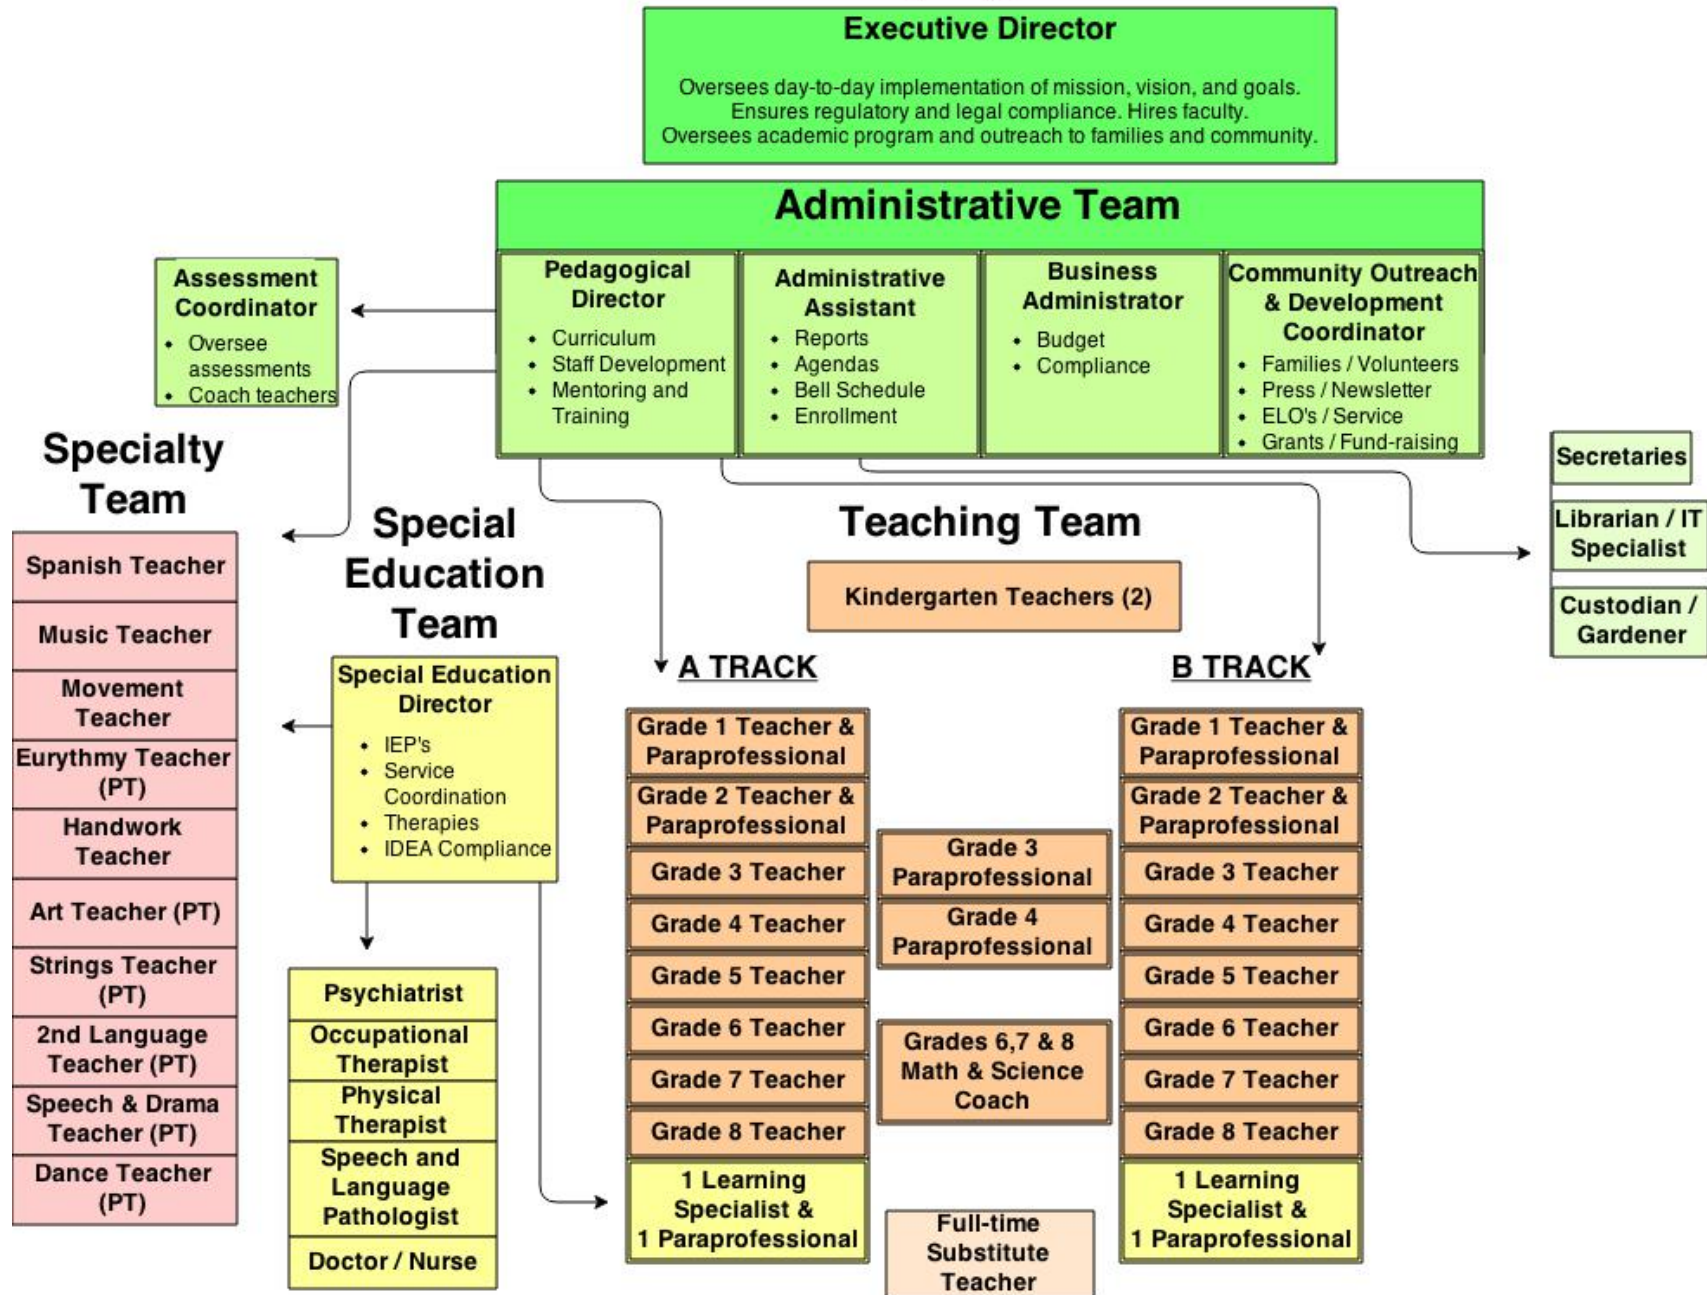 Executive Director
Oversees day-to-day implementation of mission, vision, and goals.
Ensures regulatory and legal compliance. Hires faculty.
Oversees academic program and outreach to families and community.
Administrative Team
Assessment
Coordinator
• Oversee
assessments
• Coach teachers
Pedagogical
Director
• Curriculum
• Staff Development
• Mentoring and
Training
Administrative
Assistant
• Reports
• Agendas
• Bell Schedule
• Enrollment
Business
Administrator
• Budget
• Compliance
Community Outreach
& Development
Coordinator
• Families / Volunteers
• Press / Newsletter
• ELO's / Service
• Grants / Fund-raising
Secretaries
Librarian / IT
Specialist
Custodian /
Gardener
Specialty
Team
Spanish Teacher
Music Teacher
Movement
Teacher
Eurythmy Teacher
(PT)
Handwork
Teacher
Art Teacher (PT)
Strings Teacher
(PT)
2nd Language
Teacher (PT)
Speech & Drama
Teacher (PT)
Dance Teacher
(PT)
Special
Education
Team
Special Education
Director
• IEP's
• Service
Coordination
• Therapies
• IDEA Compliance
Psychiatrist
Occupational
Therapist
Physical
Therapist
Speech and
Language
Pathologist
Doctor / Nurse
Teaching Team
Kindergarten Teachers (2)
A TRACK
Grade 1 Teacher &
Paraprofessional
Grade 2 Teacher &
Paraprofessional
Grade 3 Teacher
Grade 4 Teacher
Grade 5 Teacher
Grade 6 Teacher
Grade 7 Teacher
Grade 8 Teacher
1 Learning
Specialist &
1 Paraprofessional
Grade 3
Paraprofessional
Grade 4
Paraprofessional
Grades 6,7 & 8
Math & Science
Coach
Full-time
Substitute
Teacher
B TRACK
Grade 1 Teacher &
Paraprofessional
Grade 2 Teacher &
Paraprofessional
Grade 3 Teacher
Grade 4 Teacher
Grade 5 Teacher
Grade 6 Teacher
Grade 7 Teacher
Grade 8 Teacher
1 Learning
Specialist &
1 Paraprofessional